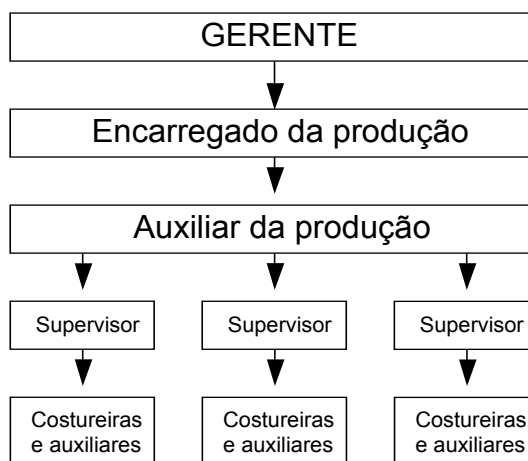 GERENTE
Encarregado da produção
Auxiliar da produção
Supervisor
Supervisor
Supervisor
Costureiras
e auxiliares
Costureiras
e auxiliares
Costureiras
e auxiliares